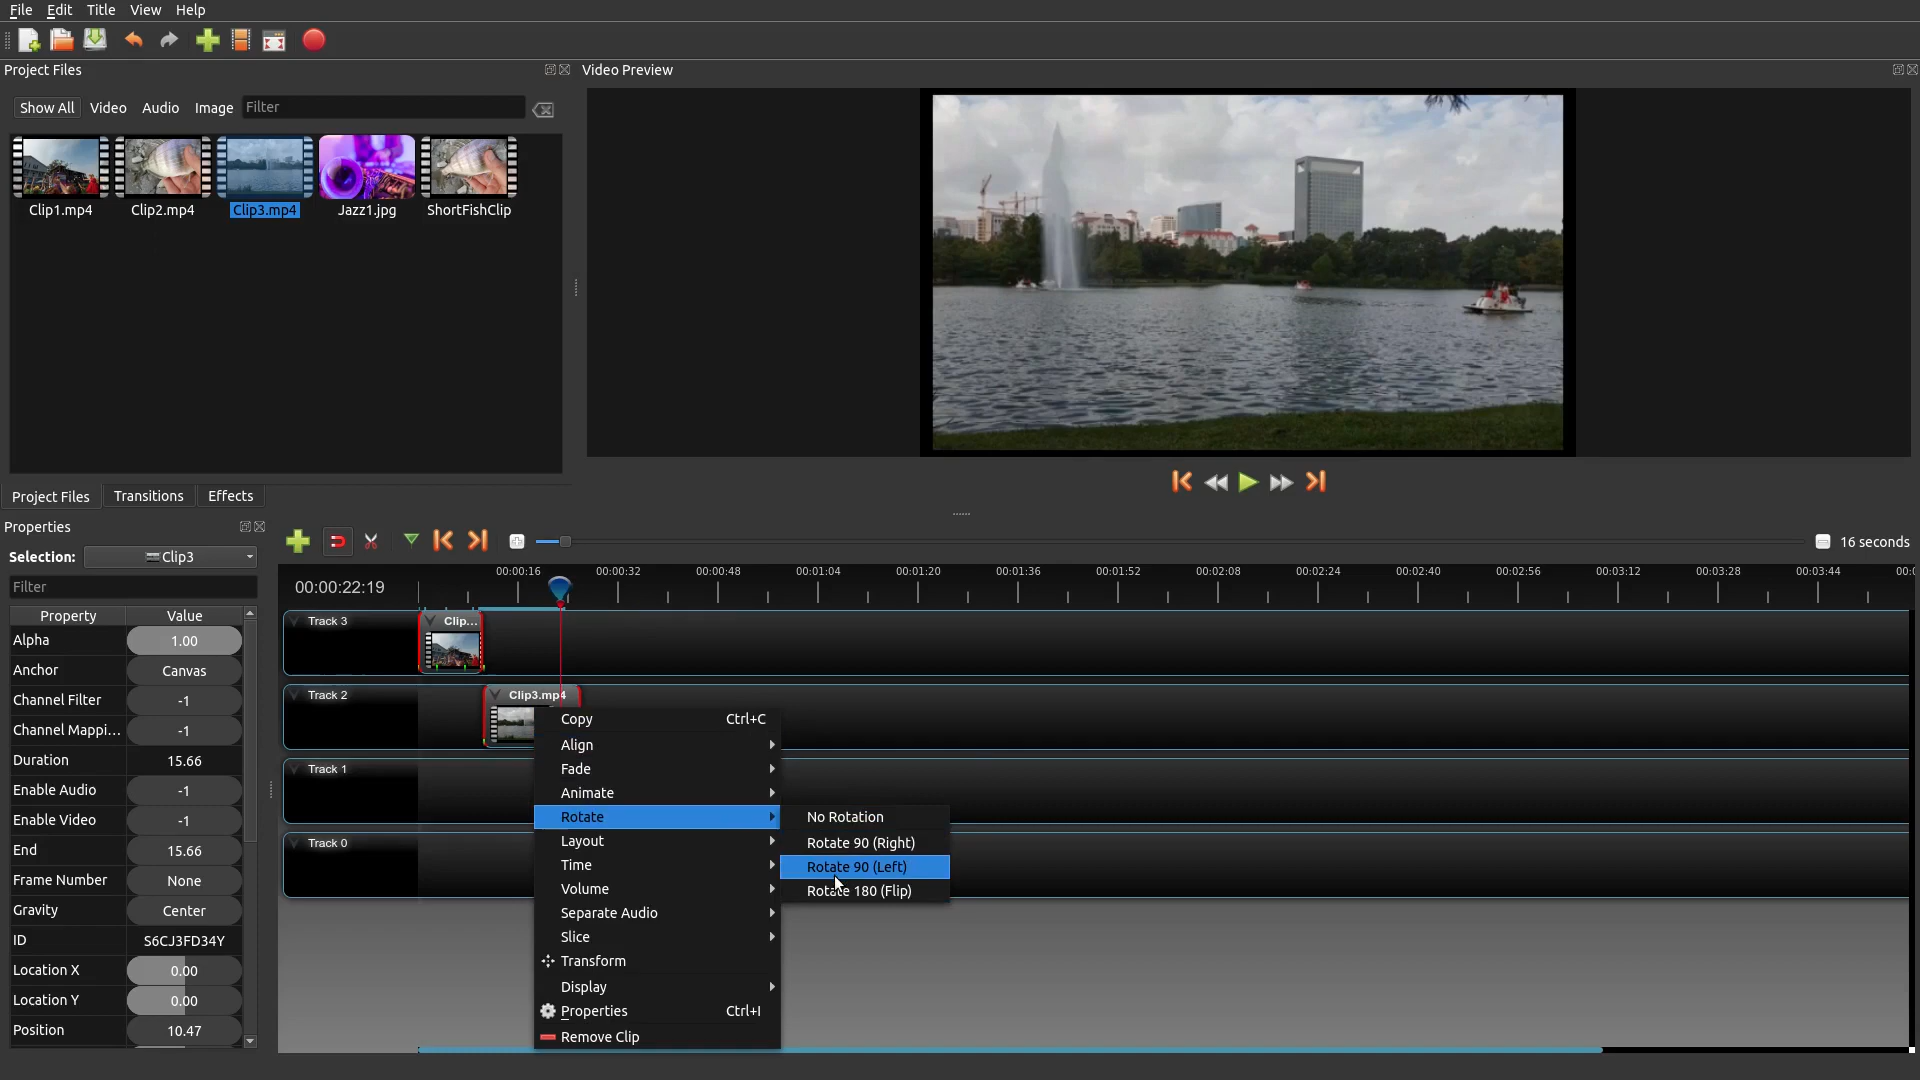 File Edit Title View Help
Project Files
Video Preview
Show All Video Audio Image Filter
Clip1.mp4 Clip2.mp4 Clip3.mp4 Jazz1.jpg ShortFishClip
Project Files Transitions Effects
Properties
Selection: Clip3
Filter
Property Value
Alpha 1.00
Anchor Canvas
Channel Filter -1
Channel Mappi... -1
Duration 15.66
Enable Audio -1
Enable Video -1
End 15.66
Frame Number None
Gravity Center
ID S6CJ3FD34Y
Location X 0.00
Location Y 0.00
Position 10.47
16 seconds
00:00:22:19
00:00:16 00:00:32 00:00:48 00:01:04 00:01:20 00:01:36 00:01:52 00:02:08 00:02:24 00:02:40 00:02:56 00:03:12 00:03:28 00:03:44 00:0
Track 3
Clip...
Track 2
Clip3.mp4
Track 1
Track 0
Copy Ctrl+C
Align
Fade
Animate
Rotate
Layout
Time
Volume
Separate Audio
Slice
Transform
Display
Properties Ctrl+I
Remove Clip
No Rotation
Rotate 90 (Right)
Rotate 90 (Left)
Rotate 180 (Flip)